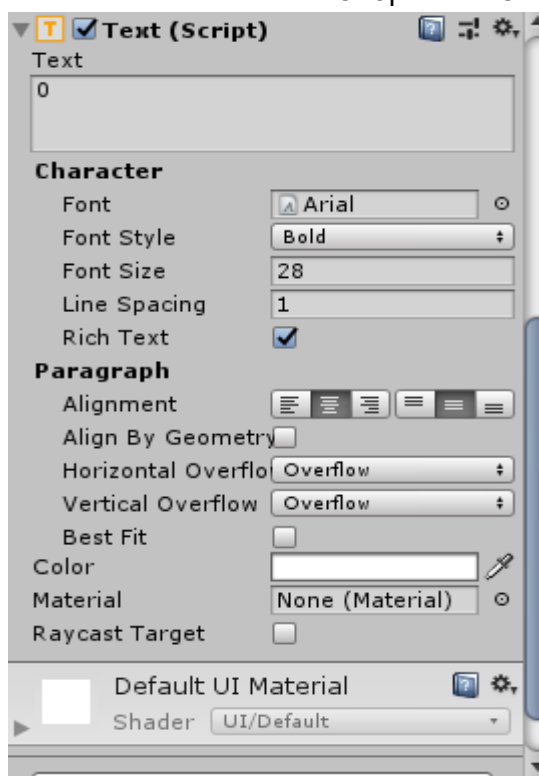 Text (Script)
Text
0
Character
Font Arial
Font Style Bold
Font Size 28
Line Spacing 1
Rich Text
Paragraph
Alignment
Align By Geometry
Horizontal Overflo Overflow
Vertical Overflow Overflow
Best Fit
Color
Material None (Material)
Raycast Target
Default UI Material
Shader UI/Default